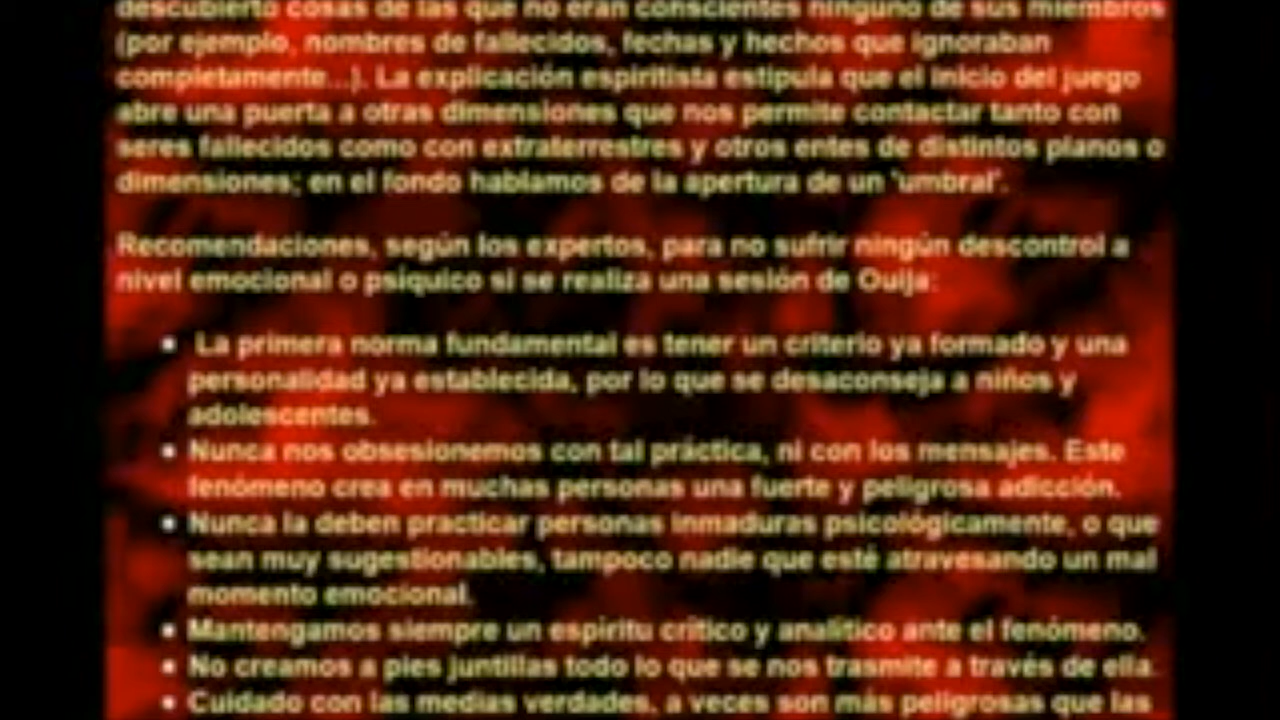 descubierto cosas de las que no eran conscientes ninguno de sus miembros
(por ejemplo, nombres de fallecidos, fechas y hechos que ignoraban
completamente...). La explicación espiritista estipula que el inicio del juego
abre una puerta a otras dimensiones que nos permite contactar tanto con
seres fallecidos como con extraterrestres y otros entes de distintos planos o
dimensiones; en el fondo hablamos de la apertura de un 'umbral'.
Recomendaciones, según los expertos, para no sufrir ningún descontrol a
nivel emocional o psíquico si se realiza una sesión de Ouija:
• La primera norma fundamental es tener un criterio ya formado y una
personalidad ya establecida, por lo que se desaconseja a niños y
adolescentes.
• Nunca nos obsesionemos con tal práctica, ni con los mensajes. Este
fenómeno crea en muchas personas una fuerte y peligrosa adicción.
• Nunca la deben practicar personas inmaduras psicológicamente, o que
sean muy sugestionables, tampoco nadie que esté atravesando un mal
momento emocional.
• Mantengamos siempre un espíritu crítico y analítico ante el fenómeno.
• No creamos a pies juntillas todo lo que se nos trasmite a través de ella.
• Cuidado con las medias verdades, a veces son más peligrosas que las